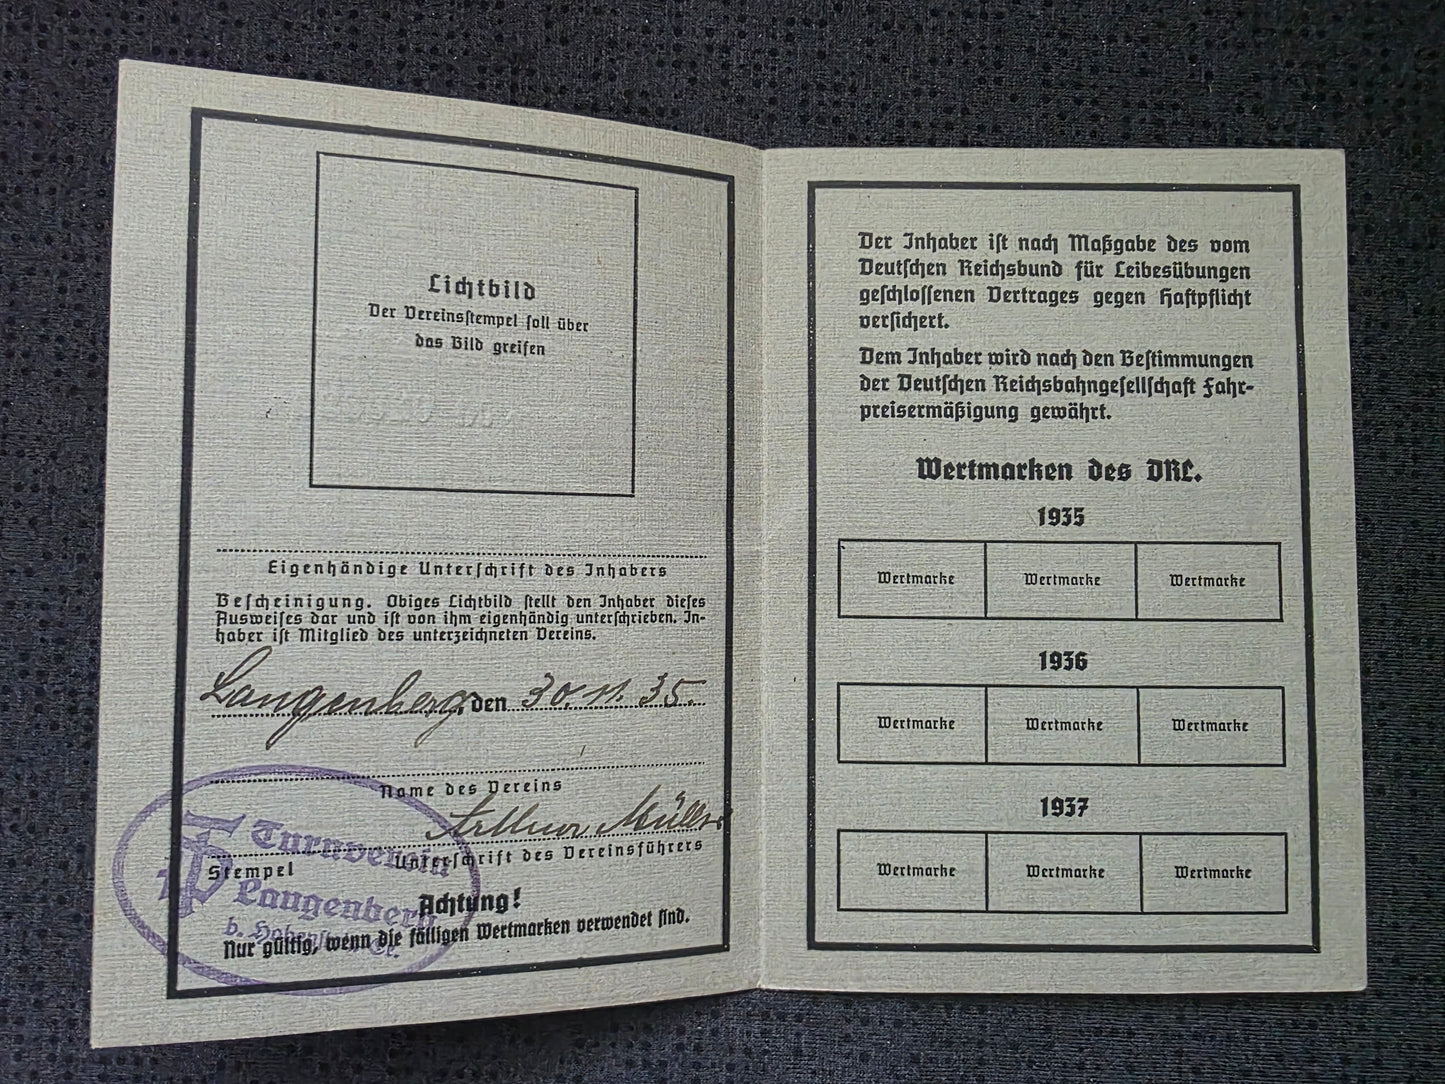 Lichtbild
Der Vereinsstempel soll über
das Bild greifen
Eigenhändige Unterschrift des Inhabers
Bescheinigung. Obiges Lichtbild stellt den Inhaber dieses
Ausweises dar und ist von ihm eigenhändig unterschrieben. In-
haber ist Mitglied des unterzeichneten Vereins.
Langenberg, den 30. 11. 35.
Name des Vereins
Arthur Müller
Unterschrift des Vereinsführers
Stempel
Turnverein
Langenberg
b. Hohenstein-Er.
Achtung!
Nur gültig, wenn die fälligen Wertmarken verwendet sind.
Der Inhaber ist nach Maßgabe des vom
Deutschen Reichsbund für Leibesübungen
geschlossenen Vertrages gegen Haftpflicht
versichert.
Dem Inhaber wird nach den Bestimmungen
der Deutschen Reichsbahngesellschaft Fahr-
preisermäßigung gewährt.
Wertmarken des DRL.
1935
Wertmarke Wertmarke Wertmarke
1936
Wertmarke Wertmarke Wertmarke
1937
Wertmarke Wertmarke Wertmarke